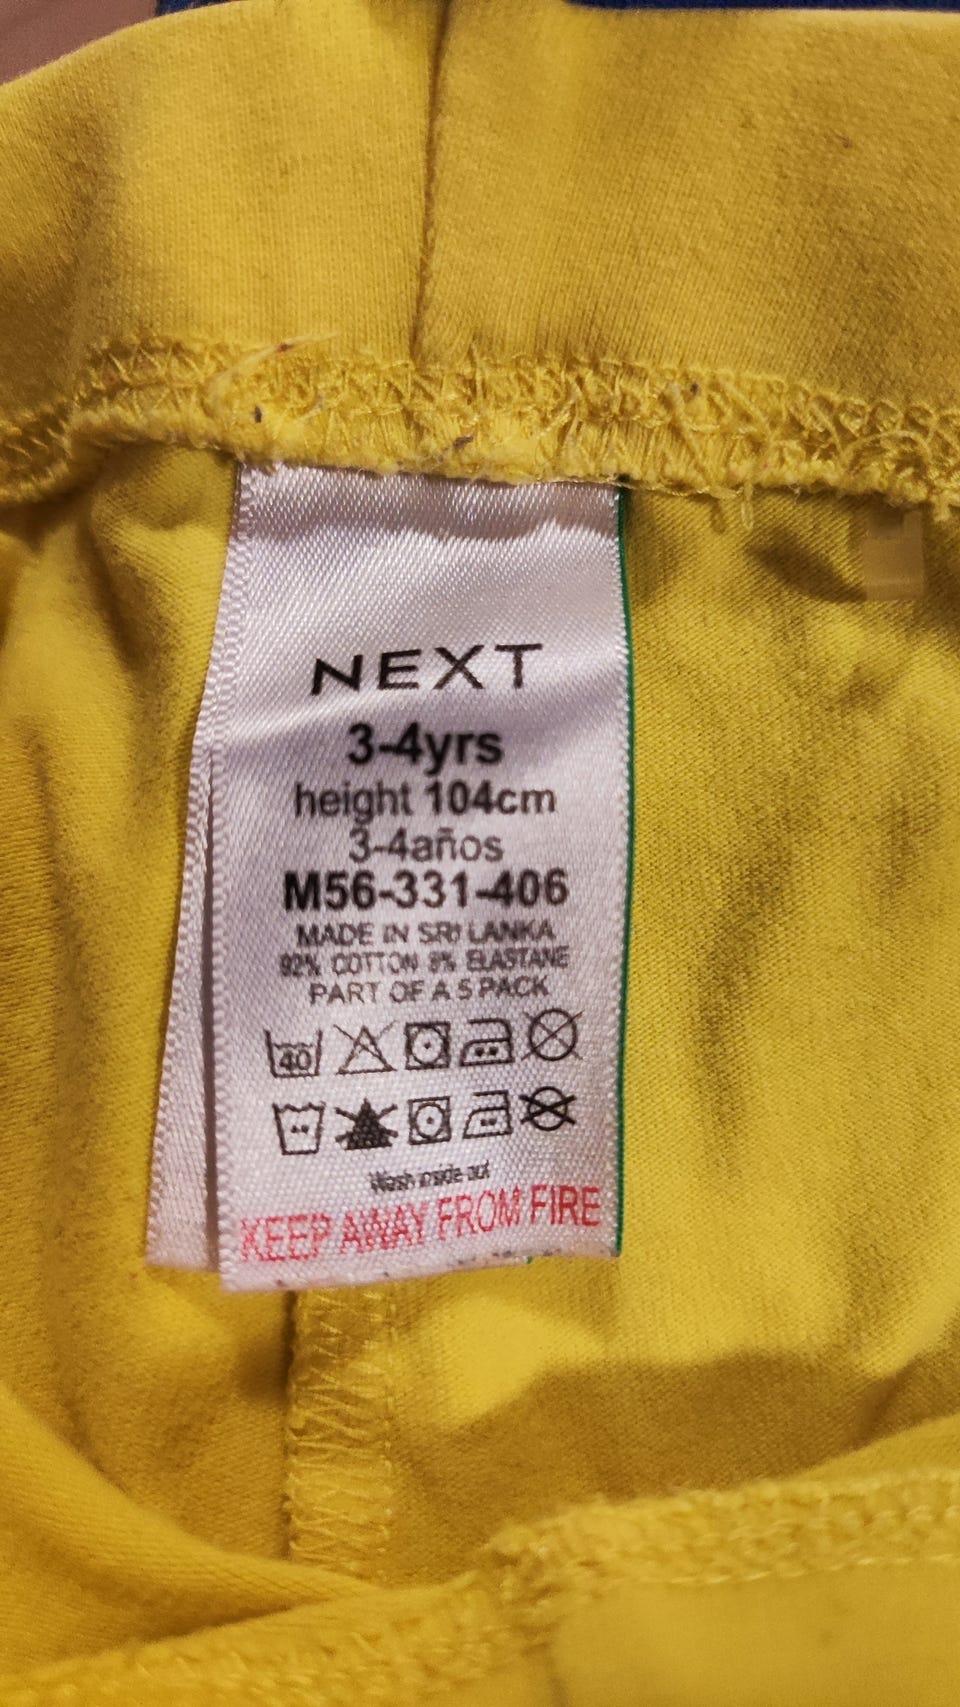 NEXT
3-4yrs
height 104cm
3-4años
M56-331-406
MADE IN SRI LANKA
92% COTTON 8% ELASTANE
PART OF A 5 PACK
40
Wash inside out
KEEP AWAY FROM FIRE